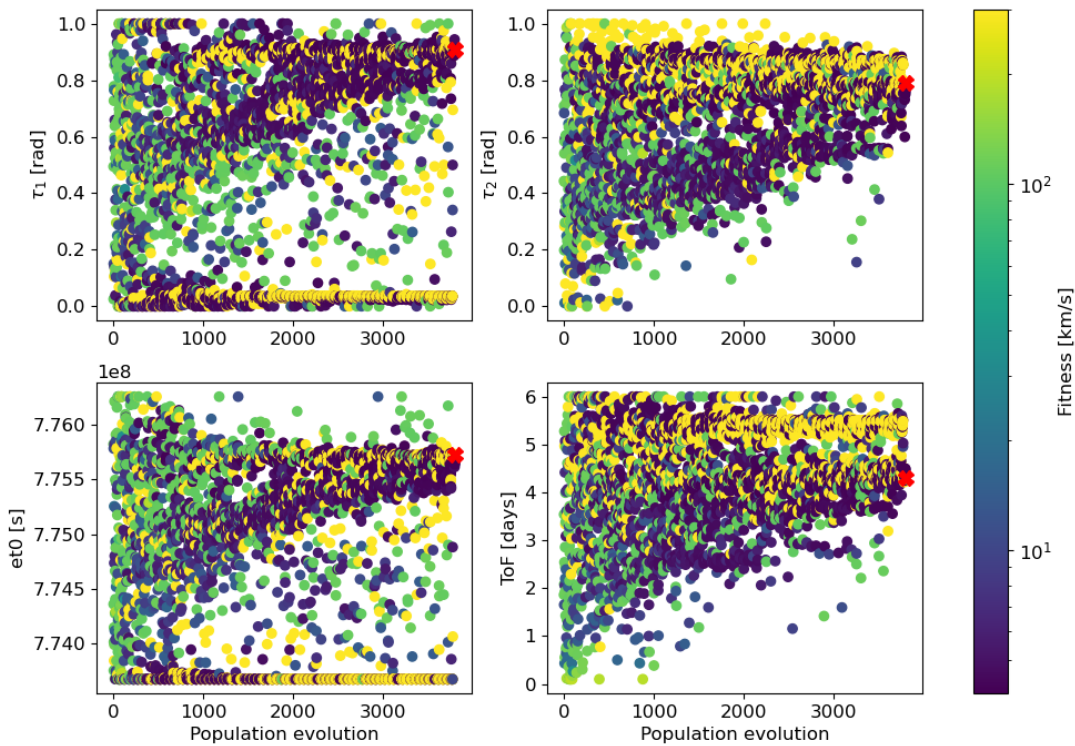 1.0
0.8
0.6
0.4
0.2
0.0
τ₁ [rad]
0 1000 2000 3000
1.0
0.8
0.6
0.4
0.2
0.0
τ₂ [rad]
0 1000 2000 3000
1e8
7.760
7.755
7.750
7.745
7.740
et0 [s]
0 1000 2000 3000
Population evolution
6
5
4
3
2
1
0
ToF [days]
0 1000 2000 3000
Population evolution
10²
10¹
Fitness [km/s]